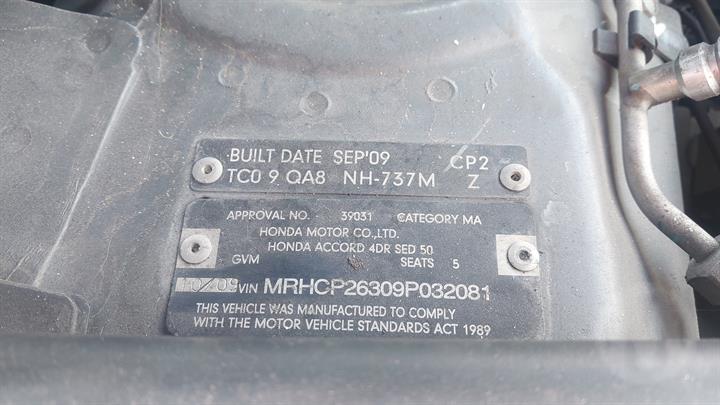 BUILT DATE SEP'09 CP2
TC0 9 QA8 NH-737M Z
APPROVAL NO. 39031 CATEGORY MA
HONDA MOTOR CO.,LTD.
HONDA ACCORD 4DR SED 50
GVM SEATS 5
10/09 VIN MRHCP26309P032081
THIS VEHICLE WAS MANUFACTURED TO COMPLY
WITH THE MOTOR VEHICLE STANDARDS ACT 1989